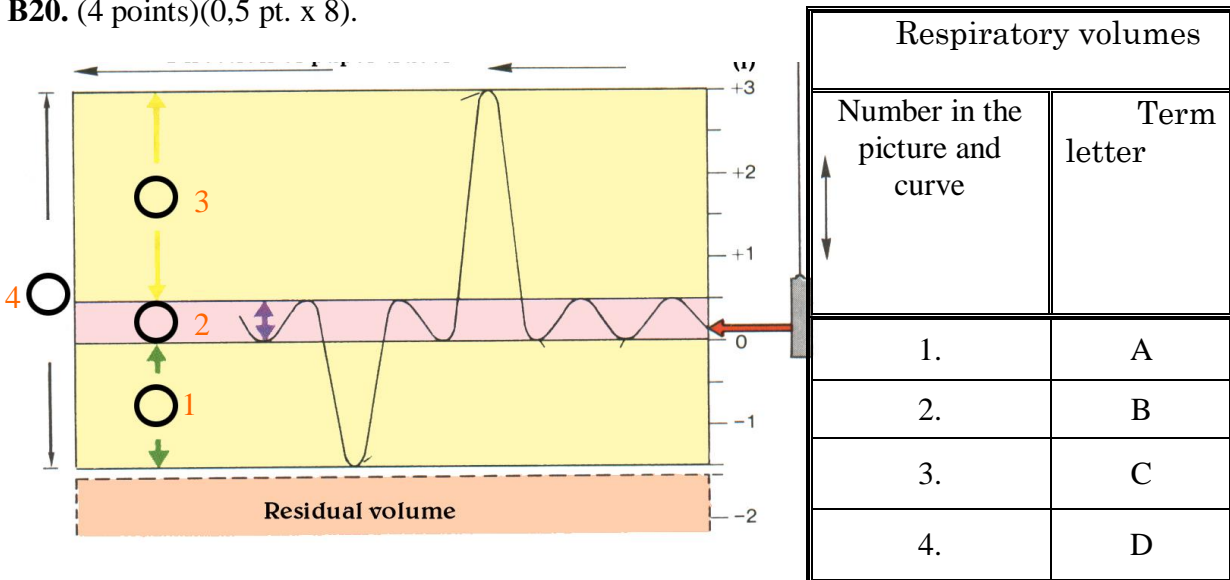 B20. (4 points)(0,5 pt. x 8).
(l)
+3
+2
+1
0
−1
−2
3
4
2
1
Residual volume
Respiratory volumes
Number in the
picture and
curve
Term
letter
1. A
2. B
3. C
4. D